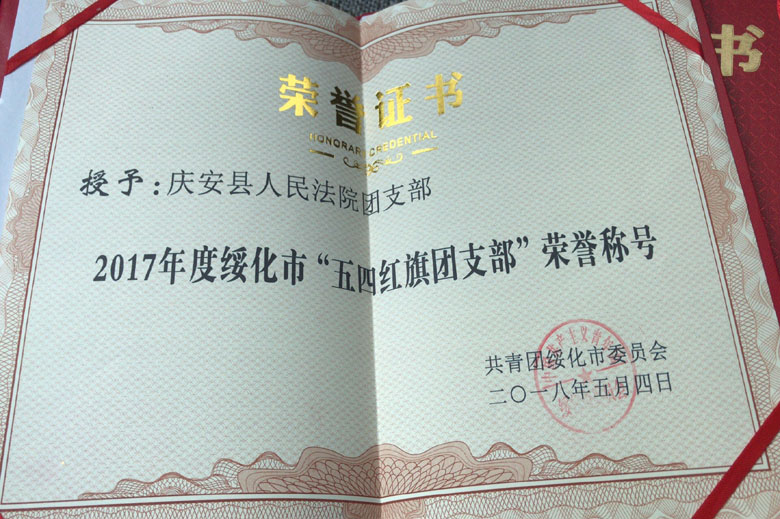 荣誉证书
HONORARY CREDENTIAL
授予:庆安县人民法院团支部
2017年度绥化市“五四红旗团支部”荣誉称号
共青团绥化市委员会
二〇一八年五月四日
书